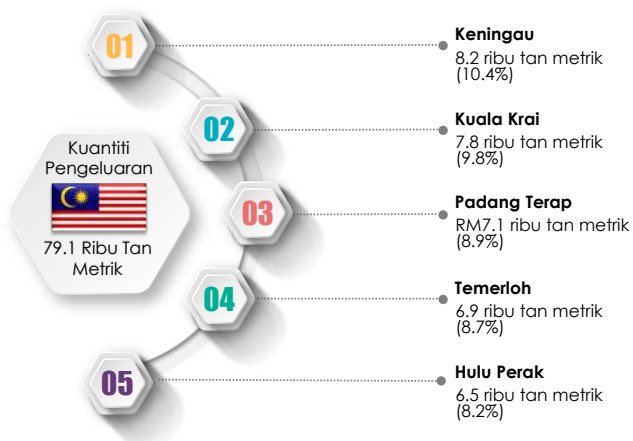 Kuantiti
Pengeluaran
79.1 Ribu Tan
Metrik
01
Keningau
8.2 ribu tan metrik
(10.4%)
02
Kuala Krai
7.8 ribu tan metrik
(9.8%)
03
Padang Terap
RM7.1 ribu tan metrik
(8.9%)
04
Temerloh
6.9 ribu tan metrik
(8.7%)
05
Hulu Perak
6.5 ribu tan metrik
(8.2%)